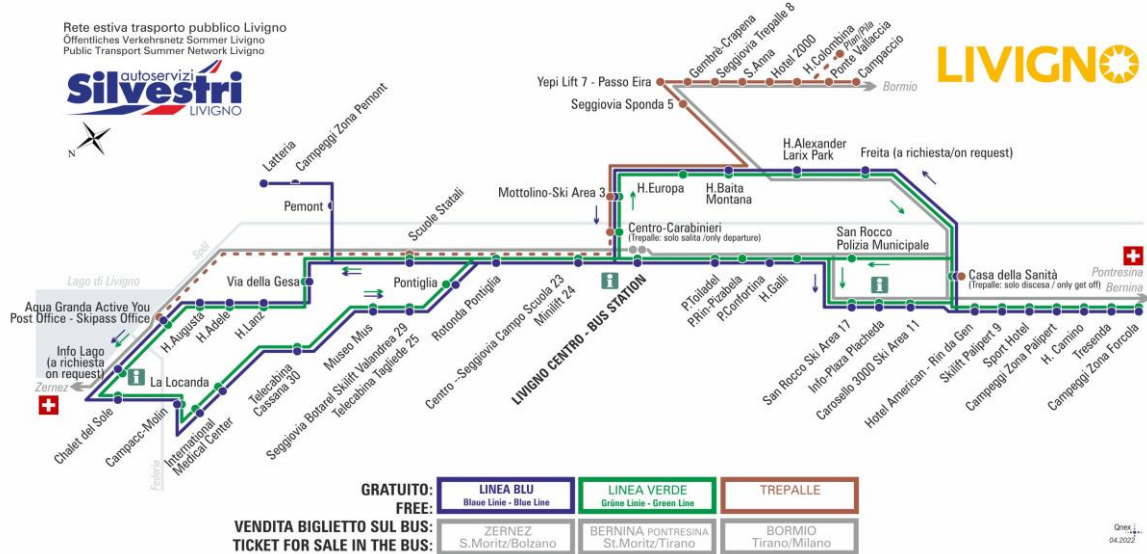 Rete estiva trasporto pubblico Livigno
Öffentliches Verkehrsnetz Sommer Livigno
Public Transport Summer Network Livigno
autoservizi
Silvestri
LIVIGNO
N
LIVIGNO
Gembrè-Crapena
Seggiovia Trepalle 8
S.Anna
Hotel 2000
H.Colombina
Plan/Pila
Ponte Vallaccia
Campaccio
Yepi Lift 7 - Passo Eira
Bormio
Seggiovia Sponda 5
Latteria
Campeggi Zona Pemont
Pemont
Scuole Statali
Mottolino-Ski Area 3
H.Europa
H.Baita
Montana
H.Alexander
Larix Park
Freita (a richiesta/on request)
Centro-Carabinieri
(Trepalle: solo salita /only departure)
San Rocco
Polizia Municipale
Spöl
Lago di Livigno
Via della Gesa
Pontiglia
Casa della Sanità
(Trepalle: solo discesa / only get off)
Pontresina
Bernina
Aqua Granda Active You
Post Office - Skipass Office
Info Lago
(a richiesta
on request)
Zernez
H.Augusta
H.Adele
H.Lanz
La Locanda
Chalet del Sole
Campacc-Molin
Federia
International
Medical Center
Telecabina
Cassana 30
Museo Mus
Seggiovia Botarel Skilift Valandrea 29
Telecabina Tagliede 25
Rotonda Pontiglia
Centro --Seggiovia Campo Scuola 23
Minilift 24
i
LIVIGNO CENTRO - BUS STATION
P.Toiladel
P.Rin-Pizabela
P.Confortina
H.Galli
i
San Rocco Ski Area 17
Info-Plaza Placheda
Carosello 3000 Ski Area 11
Hotel American - Rin da Gen
Skilift Palipert 9
Sport Hotel
Campeggi Zona Palipert
H. Camino
Tresenda
Campeggi Zona Forcola
i
GRATUITO:
FREE:
LINEA BLU
Blaue Linie - Blue Line
LINEA VERDE
Grüne Linie - Green Line
TREPALLE
VENDITA BIGLIETTO SUL BUS:
TICKET FOR SALE IN THE BUS:
ZERNEZ
S.Moritz/Bolzano
BERNINA PONTRESINA
St.Moritz/Tirano
BORMIO
Tirano/Milano
Qnex
04.2022